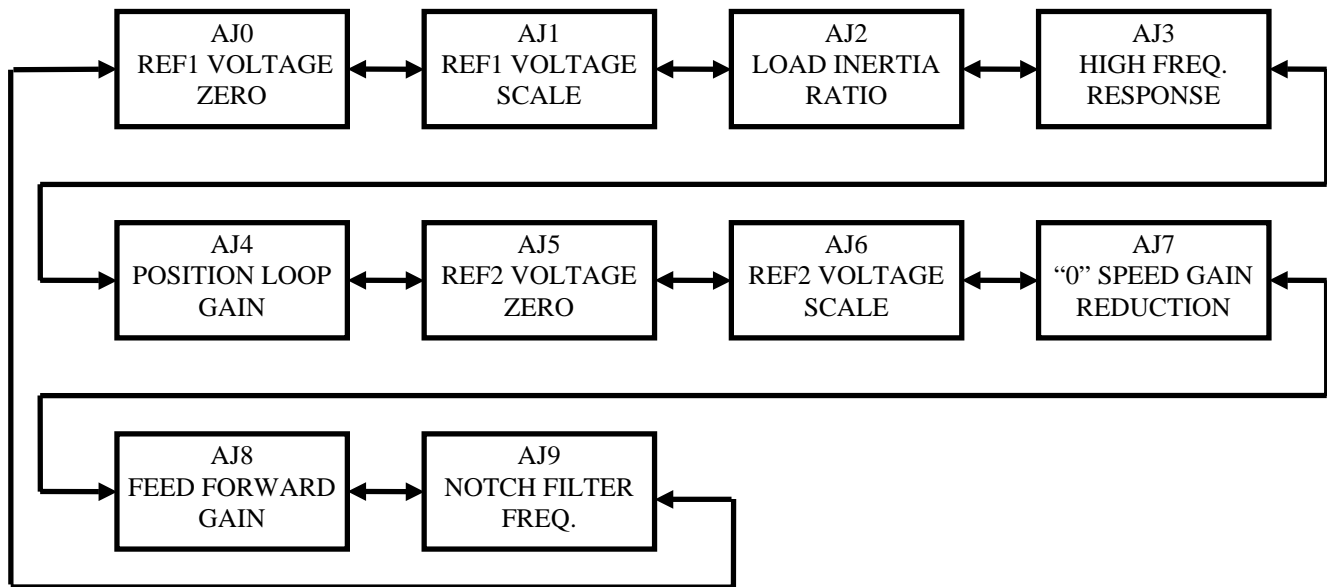 AJ0
REF1 VOLTAGE
ZERO
AJ1
REF1 VOLTAGE
SCALE
AJ2
LOAD INERTIA
RATIO
AJ3
HIGH FREQ.
RESPONSE
AJ4
POSITION LOOP
GAIN
AJ5
REF2 VOLTAGE
ZERO
AJ6
REF2 VOLTAGE
SCALE
AJ7
“0” SPEED GAIN
REDUCTION
AJ8
FEED FORWARD
GAIN
AJ9
NOTCH FILTER
FREQ.